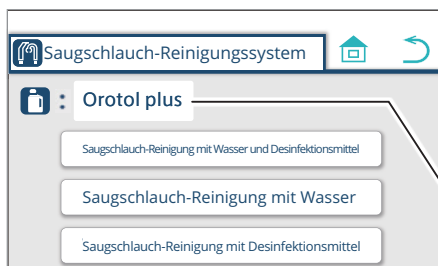 Saugschlauch-Reinigungssystem
: Orotol plus
Saugschlauch-Reinigung mit Wasser und Desinfektionsmittel
Saugschlauch-Reinigung mit Wasser
Saugschlauch-Reinigung mit Desinfektionsmittel